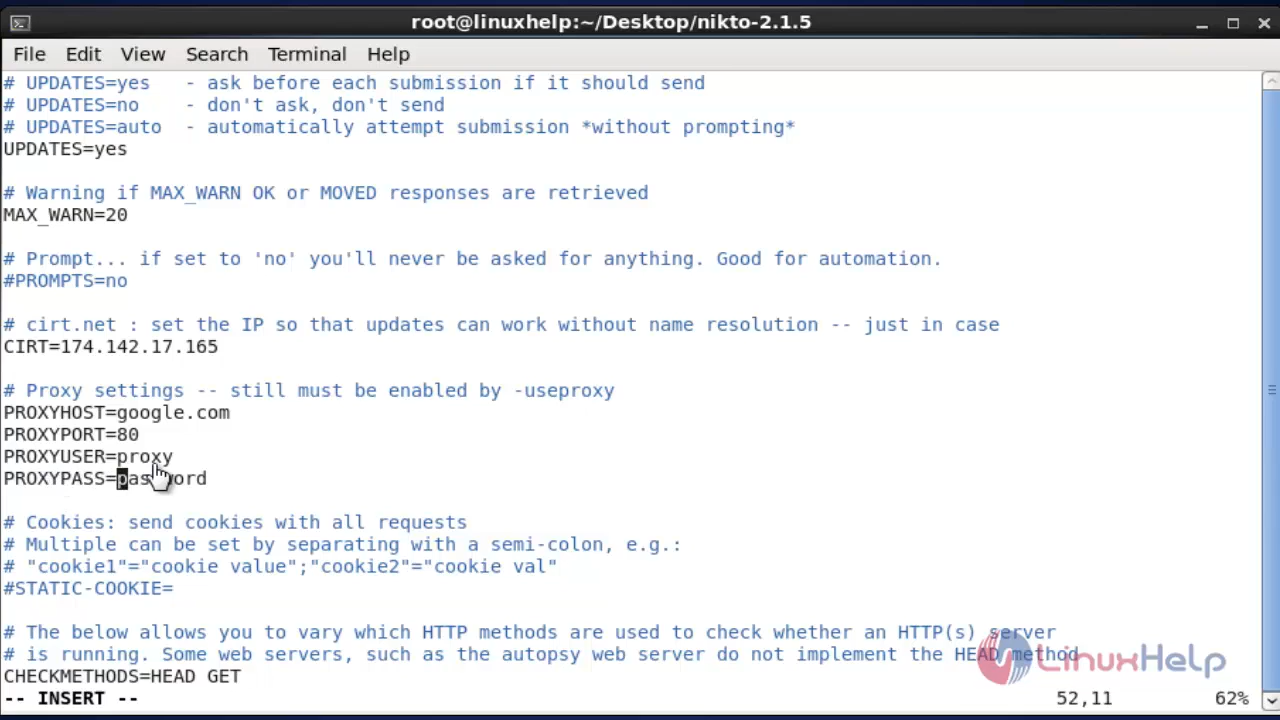 root@linuxhelp:~/Desktop/nikto-2.1.5
File Edit View Search Terminal Help
# UPDATES=yes   - ask before each submission if it should send
# UPDATES=no    - don't ask, don't send
# UPDATES=auto  - automatically attempt submission *without prompting*
UPDATES=yes
# Warning if MAX_WARN OK or MOVED responses are retrieved
MAX_WARN=20
# Prompt... if set to 'no' you'll never be asked for anything. Good for automation.
#PROMPTS=no
# cirt.net : set the IP so that updates can work without name resolution -- just in case
CIRT=174.142.17.165
# Proxy settings -- still must be enabled by -useproxy
PROXYHOST=google.com
PROXYPORT=80
PROXYUSER=proxy
PROXYPASS=password
# Cookies: send cookies with all requests
# Multiple can be set by separating with a semi-colon, e.g.:
# "cookie1"="cookie value";"cookie2"="cookie val"
#STATIC-COOKIE=
# The below allows you to vary which HTTP methods are used to check whether an HTTP(s) server
# is running. Some web servers, such as the autopsy web server do not implement the HEAD method
LinuxHelp
CHECKMETHODS=HEAD GET
-- INSERT -- 52,11 62%